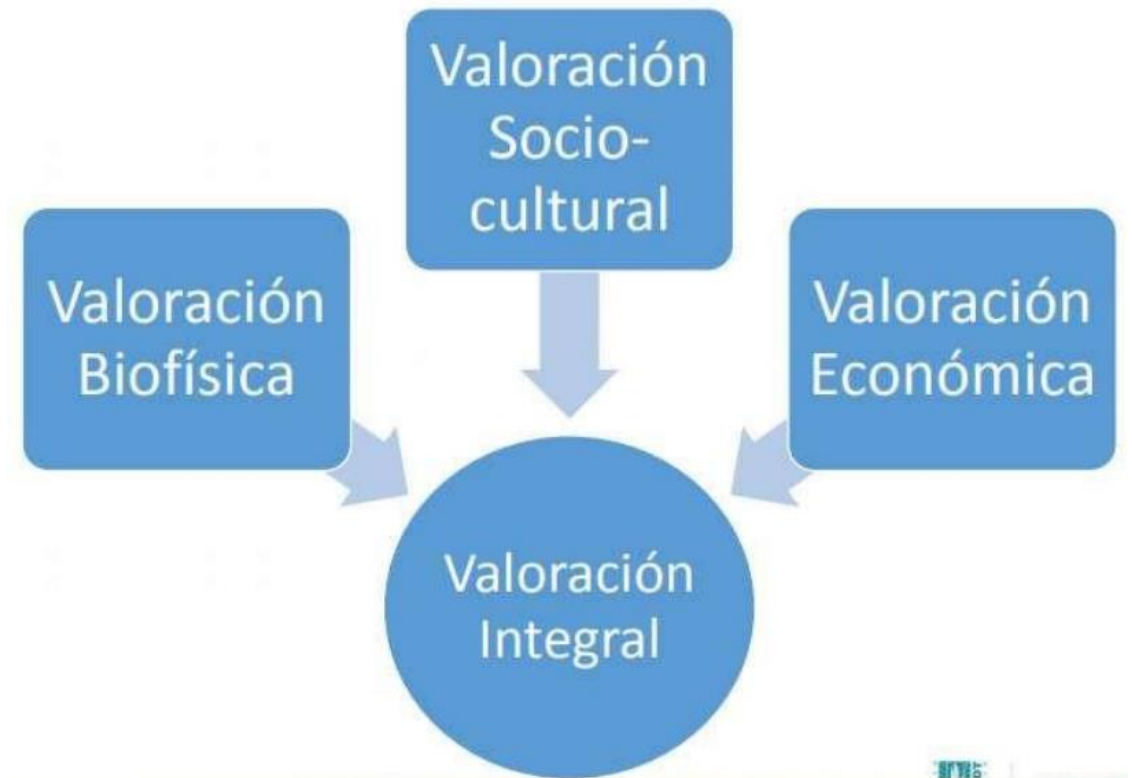 Valoración
Socio-
cultural
Valoración
Biofísica
Valoración
Económica
Valoración
Integral